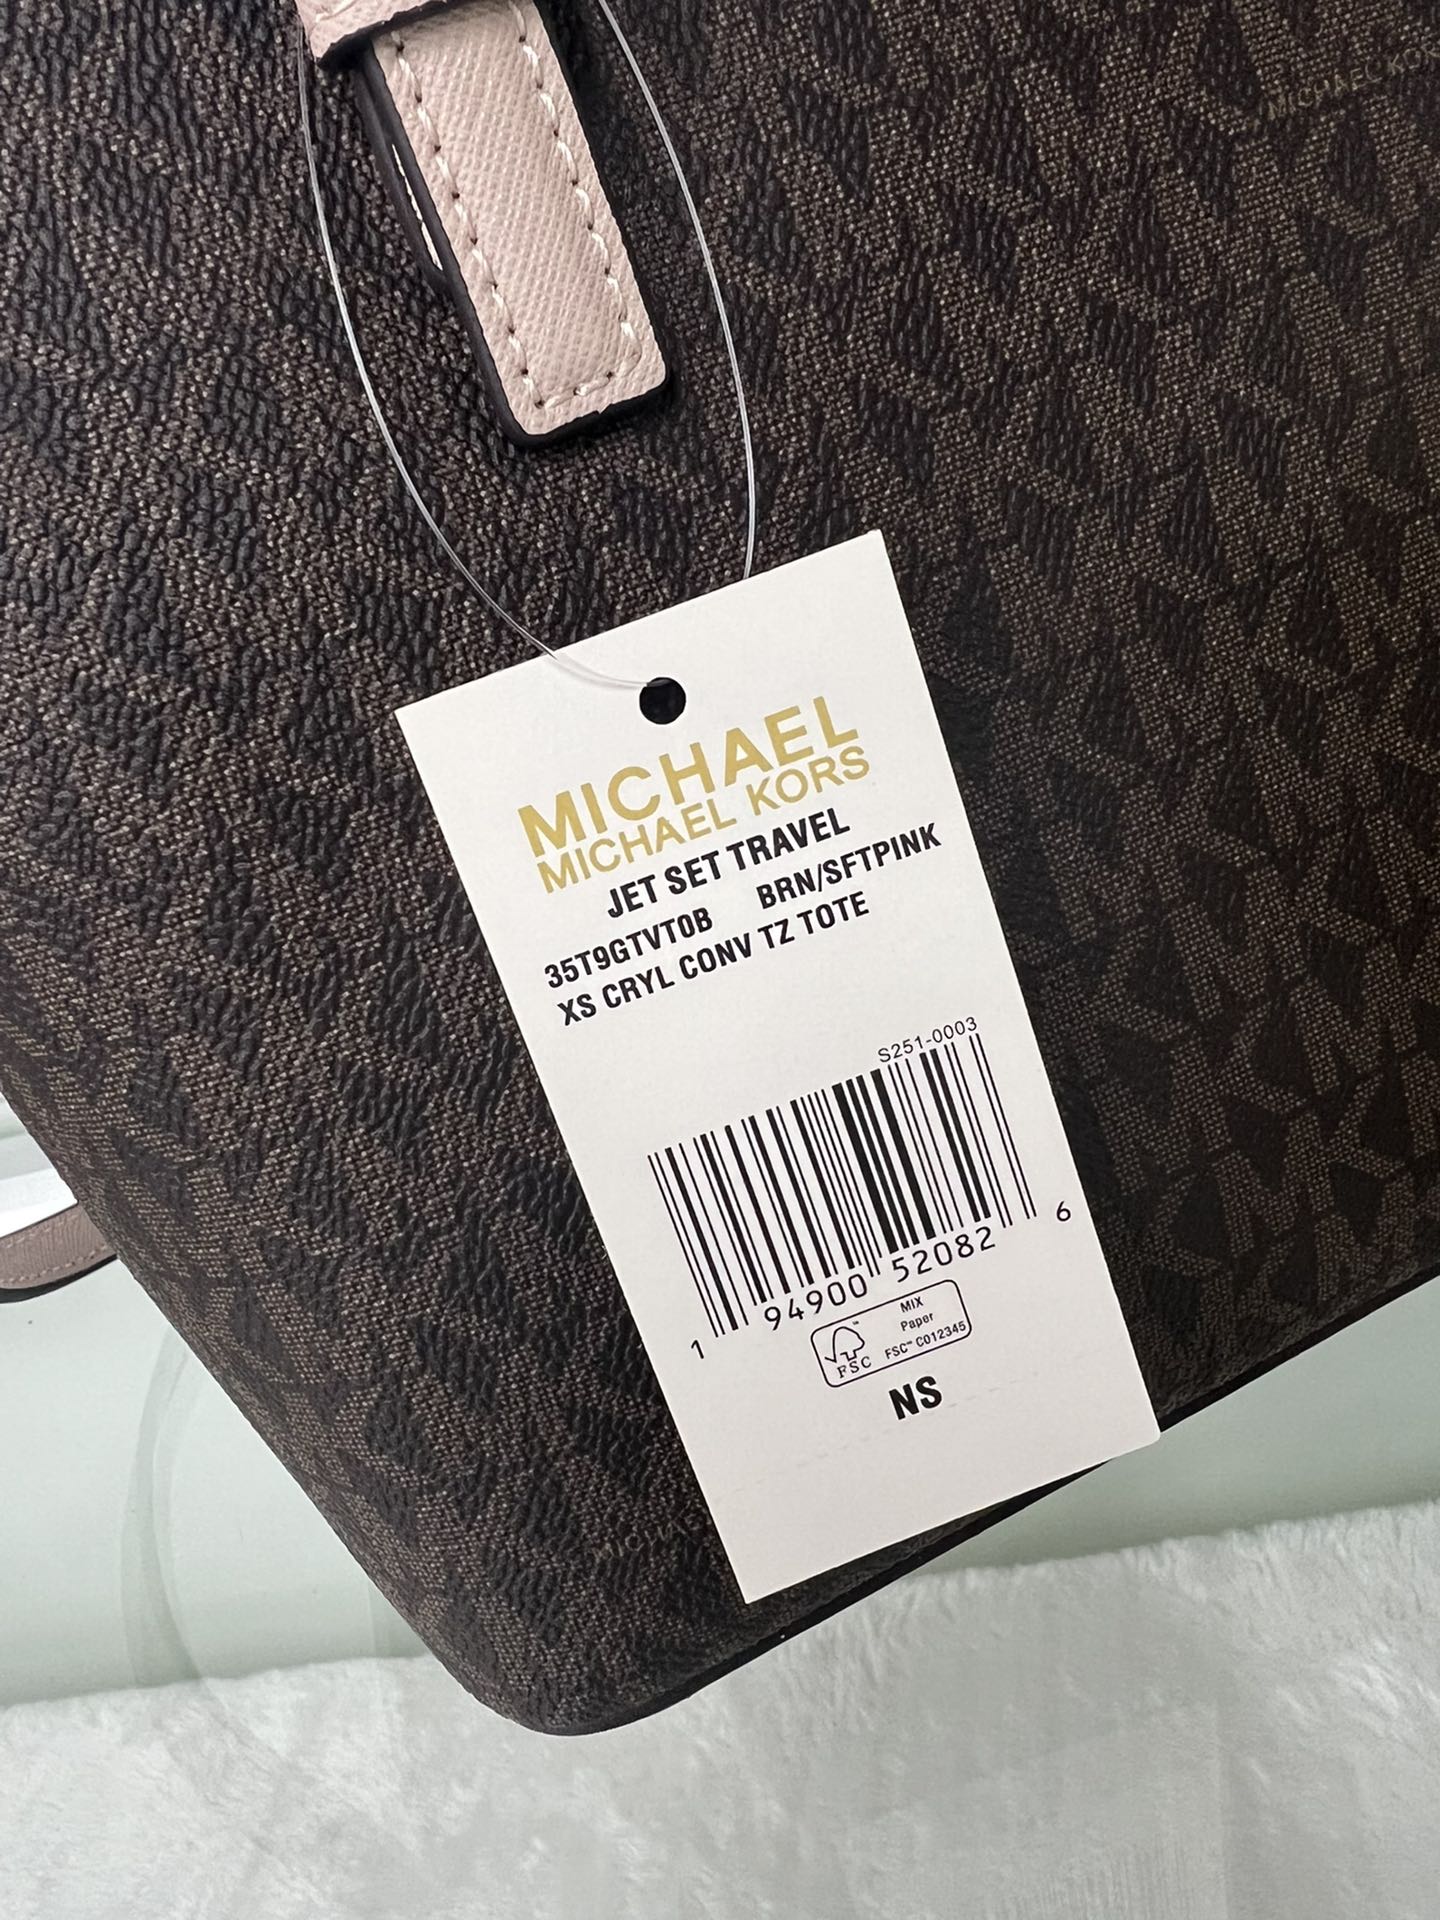 MICHAEL KORS
MICHAEL
MICHAEL KORS
JET SET TRAVEL
35T9GTVT0B BRN/SFTPINK
XS CRYL CONV TZ TOTE
S251-0003
1 94900 52082 6
FSC
MIX
Paper
FSC™ C012345
NS